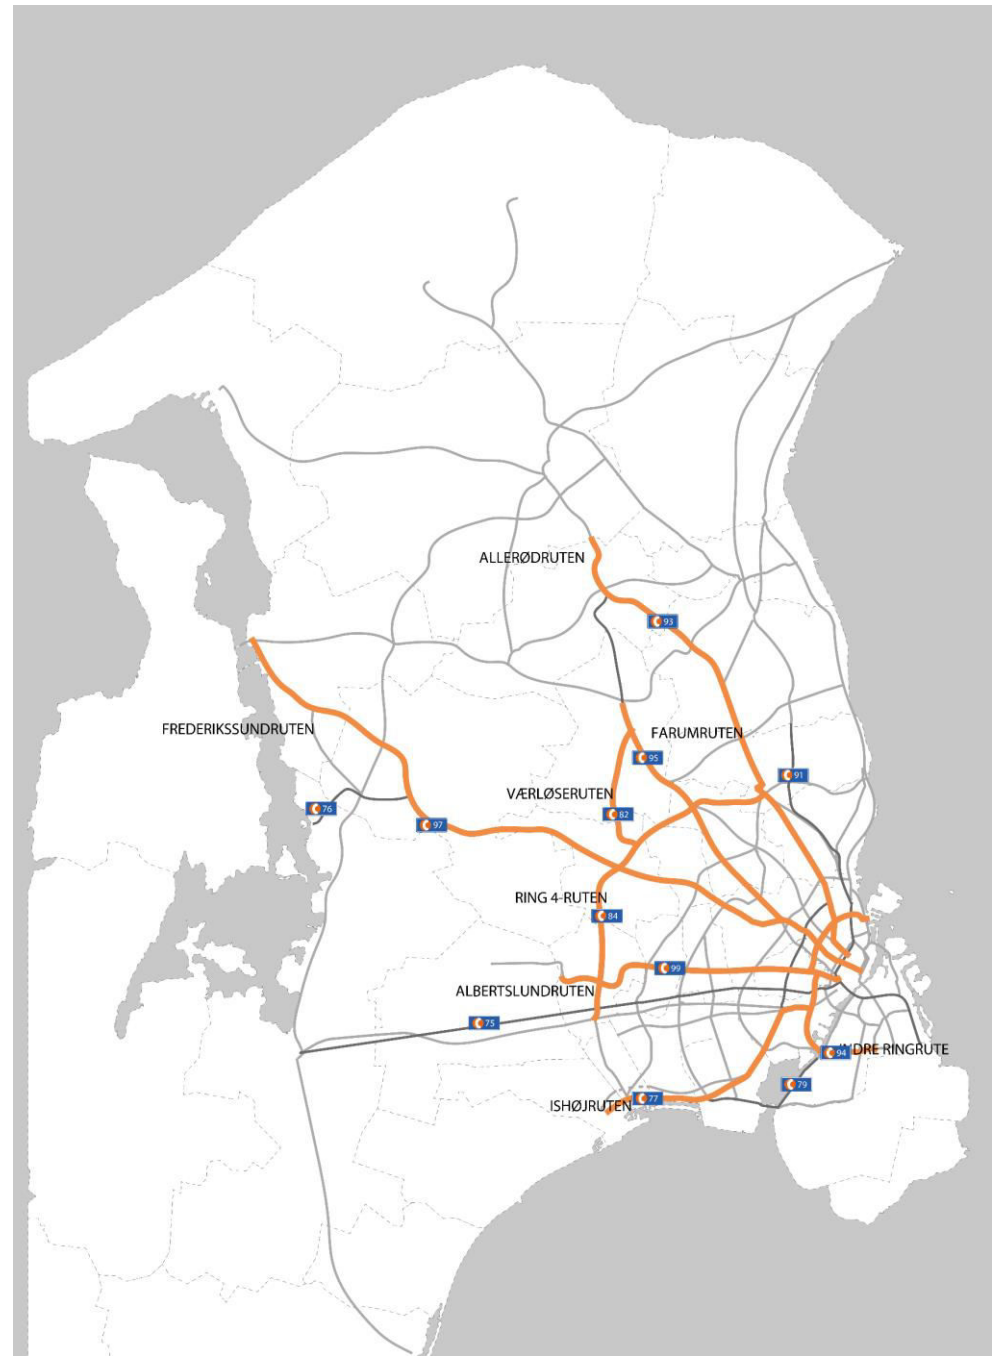 ALLERØDRUTEN
93
FREDERIKSSUNDRUTEN
FARUMRUTEN
95
91
VÆRLØSERUTEN
76
82
97
RING 4-RUTEN
84
99
ALBERTSLUNDRUTEN
75
94
INDRE RINGRUTE
79
77
ISHØJRUTEN